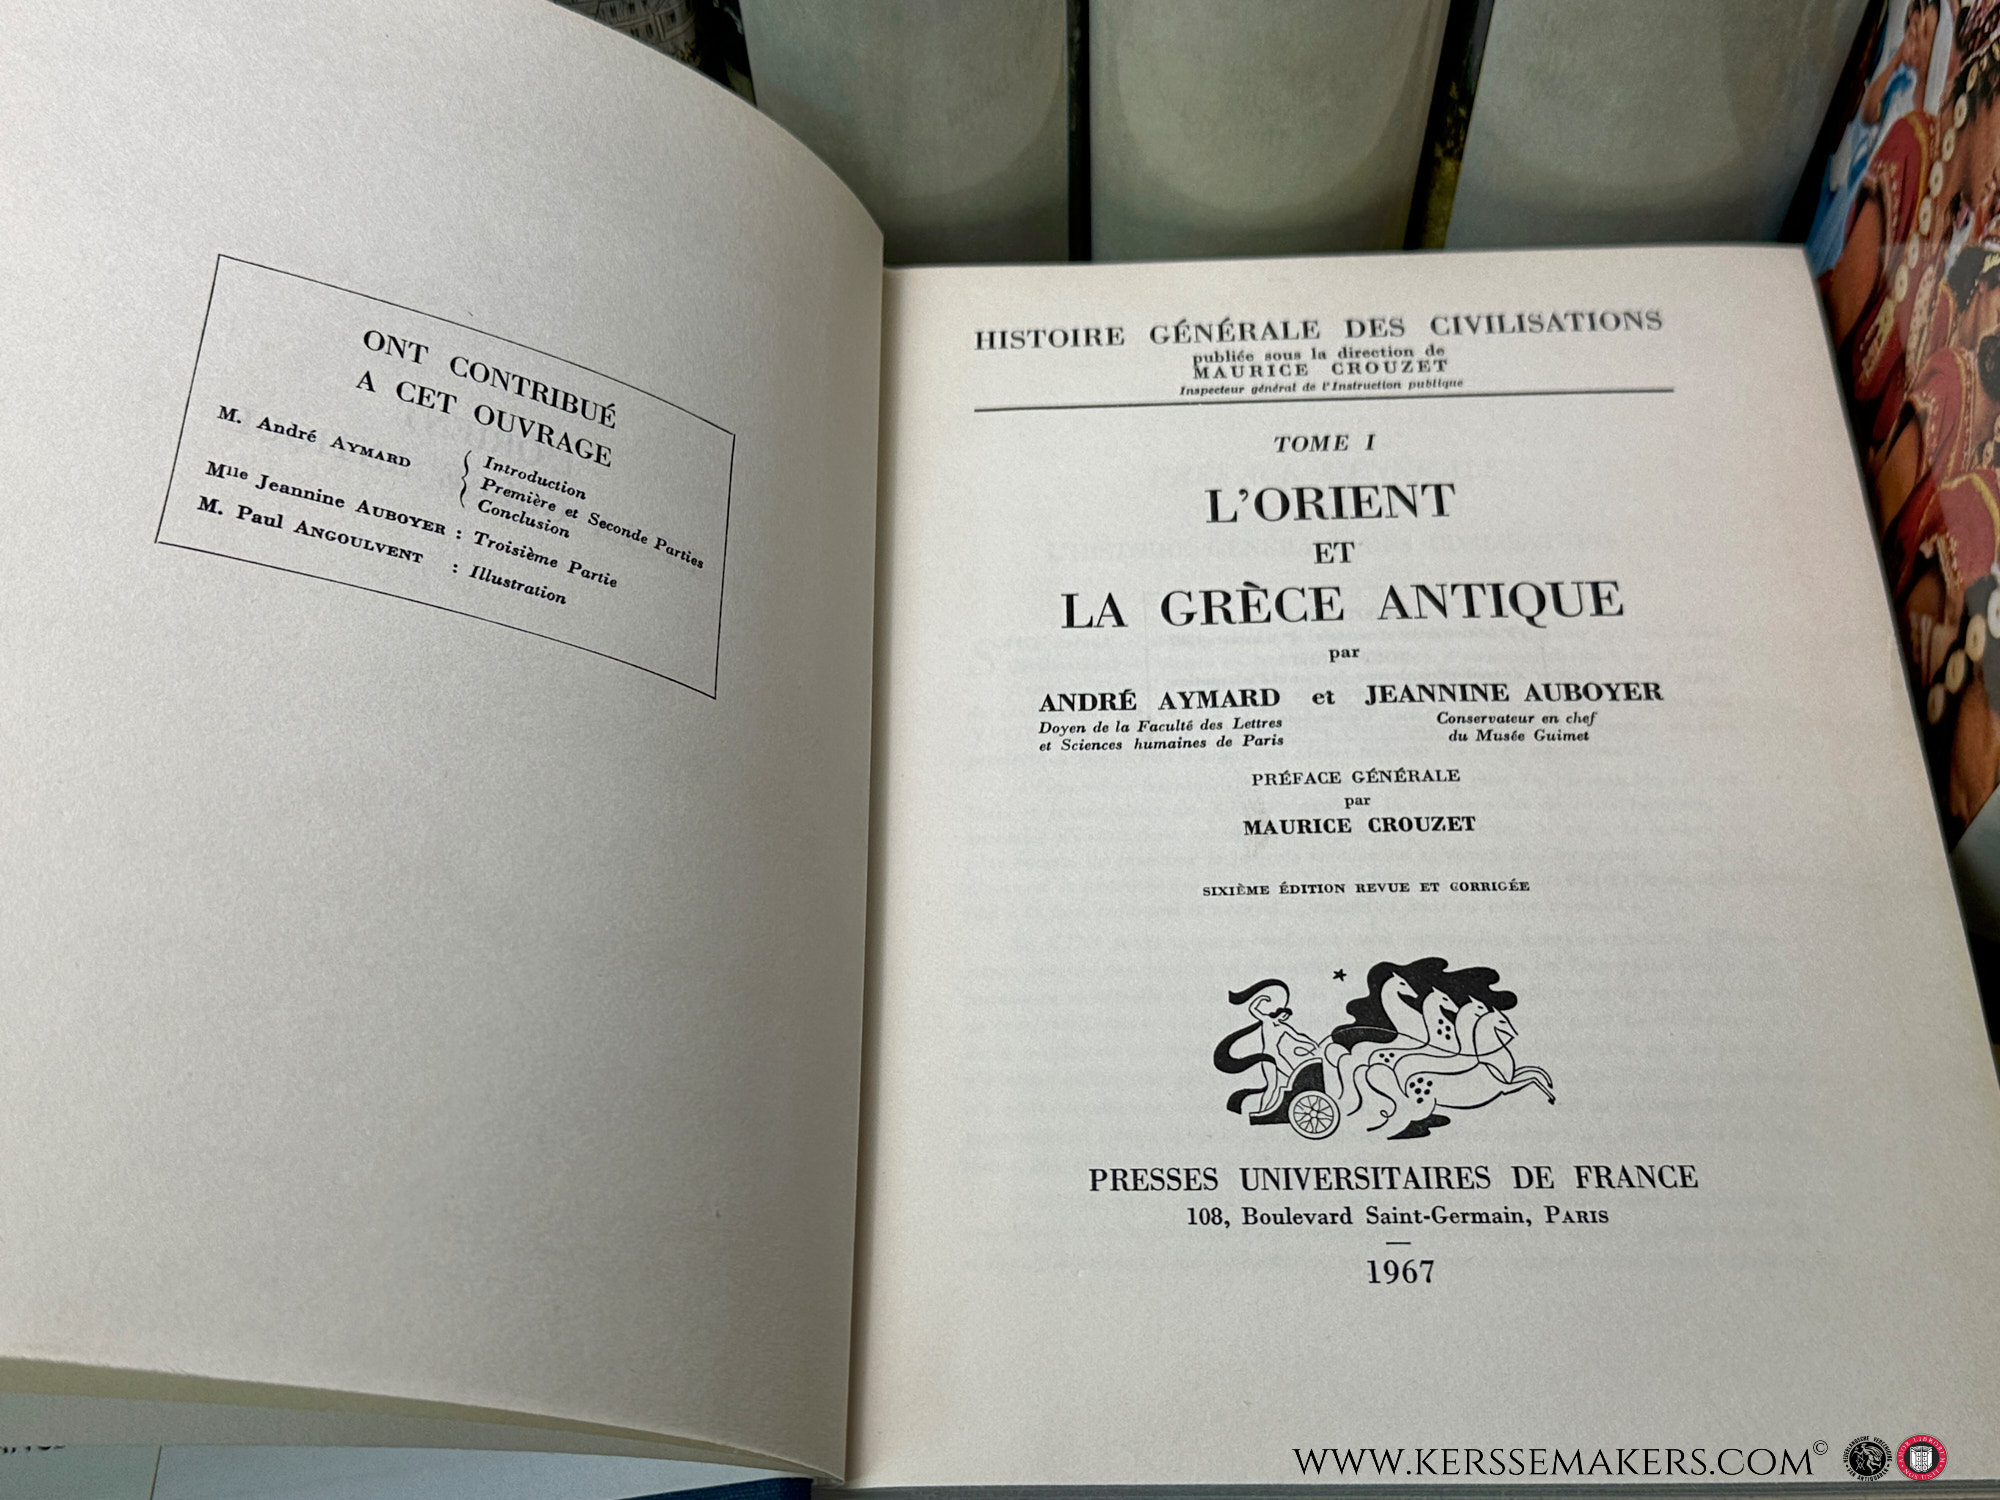 ONT CONTRIBUÉ
A CET OUVRAGE
M. André AYMARD
Introduction
Première et Seconde Parties
Conclusion
Mlle Jeannine AUBOYER : Troisième Partie
M. Paul ANGOULVENT : Illustration
HISTOIRE GÉNÉRALE DES CIVILISATIONS
publiée sous la direction de
MAURICE CROUZET
Inspecteur général de l'Instruction publique
TOME I
L'ORIENT
ET
LA GRÈCE ANTIQUE
par
ANDRÉ AYMARD et JEANNINE AUBOYER
Doyen de la Faculté des Lettres
et Sciences humaines de Paris
Conservateur en chef
du Musée Guimet
PRÉFACE GÉNÉRALE
par
MAURICE CROUZET
SIXIÈME ÉDITION REVUE ET CORRIGÉE
PRESSES UNIVERSITAIRES DE FRANCE
108, Boulevard Saint-Germain, PARIS
1967
WWW.KERSSEMAKERS.COM©